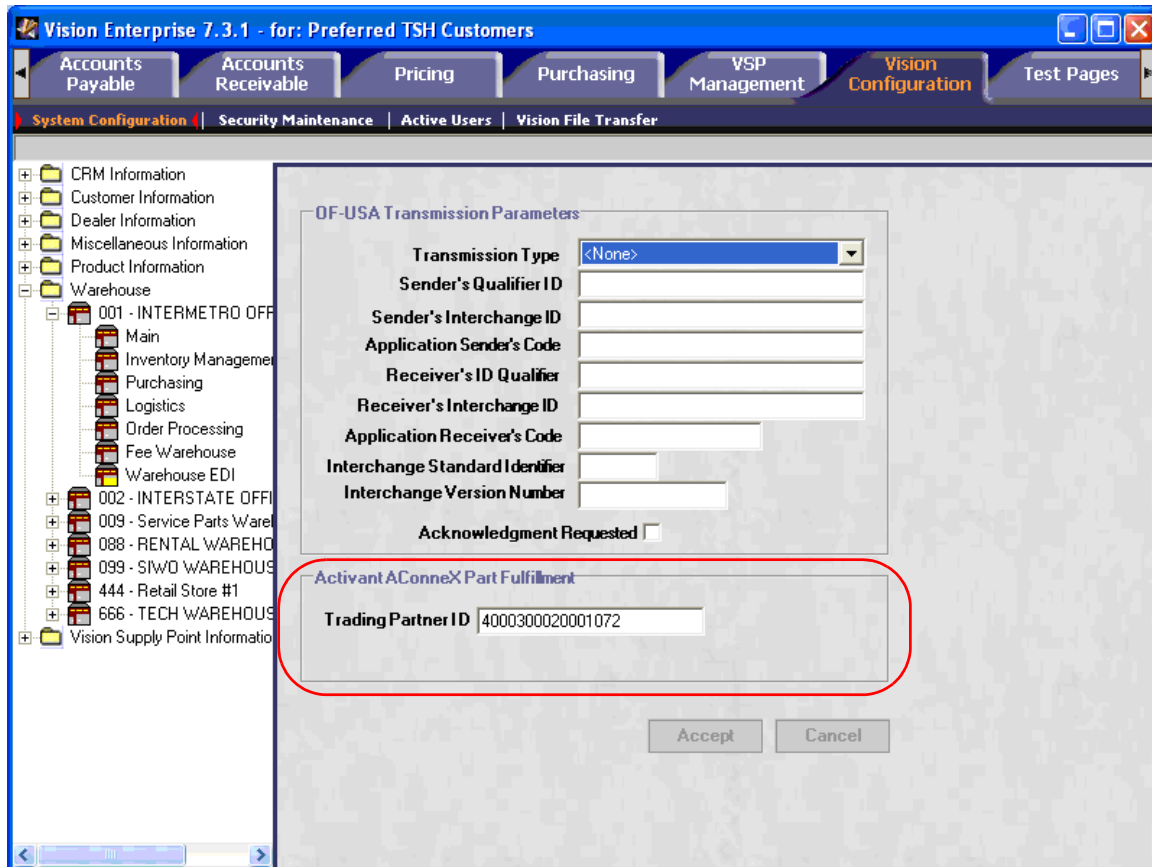 Vision Enterprise 7.3.1 - for: Preferred TSH Customers
Accounts Payable
Accounts Receivable
Pricing
Purchasing
VSP Management
Vision Configuration
Test Pages
System Configuration | Security Maintenance | Active Users | Vision File Transfer
CRM Information
Customer Information
Dealer Information
Miscellaneous Information
Product Information
Warehouse
001 - INTERMETRO OFF
Main
Inventory Managemer
Purchasing
Logistics
Order Processing
Fee Warehouse
Warehouse EDI
002 - INTERSTATE OFFI
009 - Service Parts Warel
088 - RENTAL WAREHO
099 - SIWO WAREHOUS
444 - Retail Store #1
666 - TECH WAREHOUS
Vision Supply Point Informatio
OF-USA Transmission Parameters
Transmission Type <None>
Sender's Qualifier ID
Sender's Interchange ID
Application Sender's Code
Receiver's ID Qualifier
Receiver's Interchange ID
Application Receiver's Code
Interchange Standard Identifier
Interchange Version Number
Acknowledgment Requested
Activant AConneX Part Fulfillment
Trading Partner ID 4000300020001072
Accept
Cancel